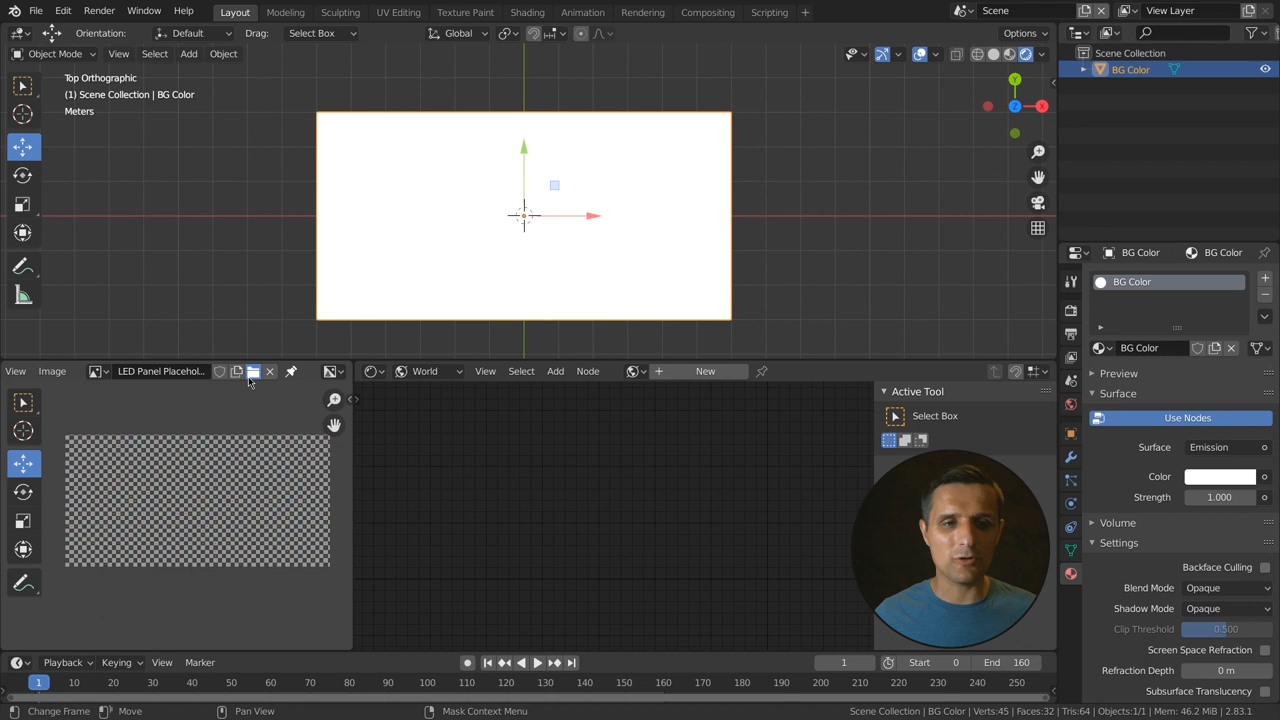 File Edit Render Window Help Layout Modeling Sculpting UV Editing Texture Paint Shading Animation Rendering Compositing Scripting + Scene View Layer
Orientation: Default Drag: Select Box Global Options
Object Mode View Select Add Object
Scene Collection
BG Color
Top Orthographic
(1) Scene Collection | BG Color
Meters
Y
Z
X
BG Color BG Color
BG Color
BG Color
Preview
Surface
Use Nodes
Surface Emission
Color
Strength 1.000
Volume
Settings
Backface Culling
Blend Mode Opaque
Shadow Mode Opaque
Clip Threshold 0.500
Screen Space Refraction
Refraction Depth 0 m
Subsurface Translucency
View Image LED Panel Placehol... World View Select Add Node + New
Active Tool
Select Box
Playback Keying View Marker 1 Start 0 End 160
1 10 20 30 40 50 60 70 80 90 100 110 120 130 140 150 160 170 180 190 200 210 220 230 240 250
Change Frame Move Pan View Mask Context Menu Scene Collection | BG Color | Verts:45 | Faces:32 | Tris:64 | Objects:1/1 | Mem: 46.2 MiB | 2.83.1